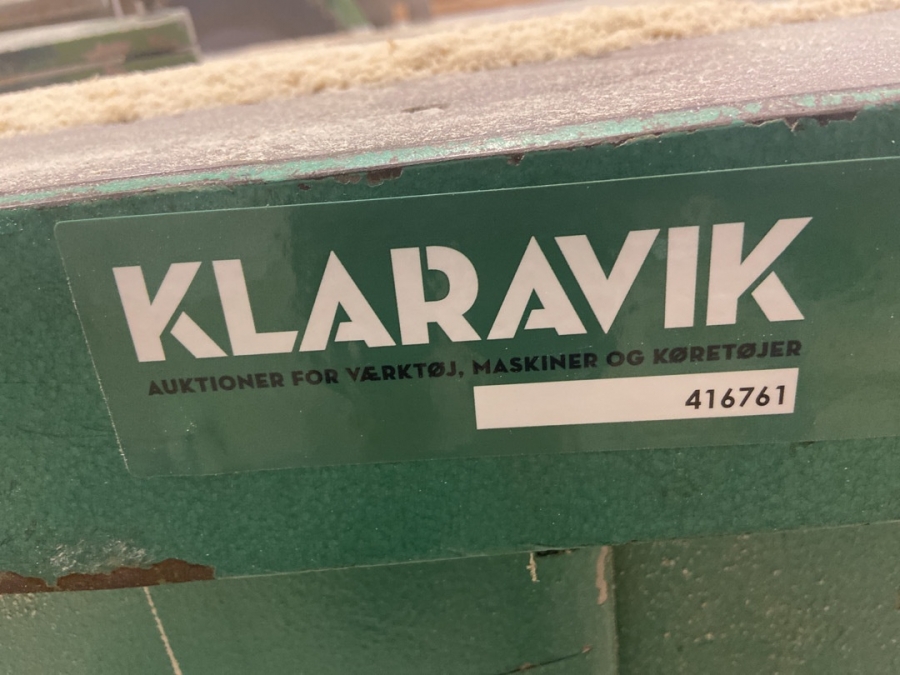 KLARAVIK
AUKTIONER FOR VÆRKTØJ, MASKINER OG KØRETØJER
416761